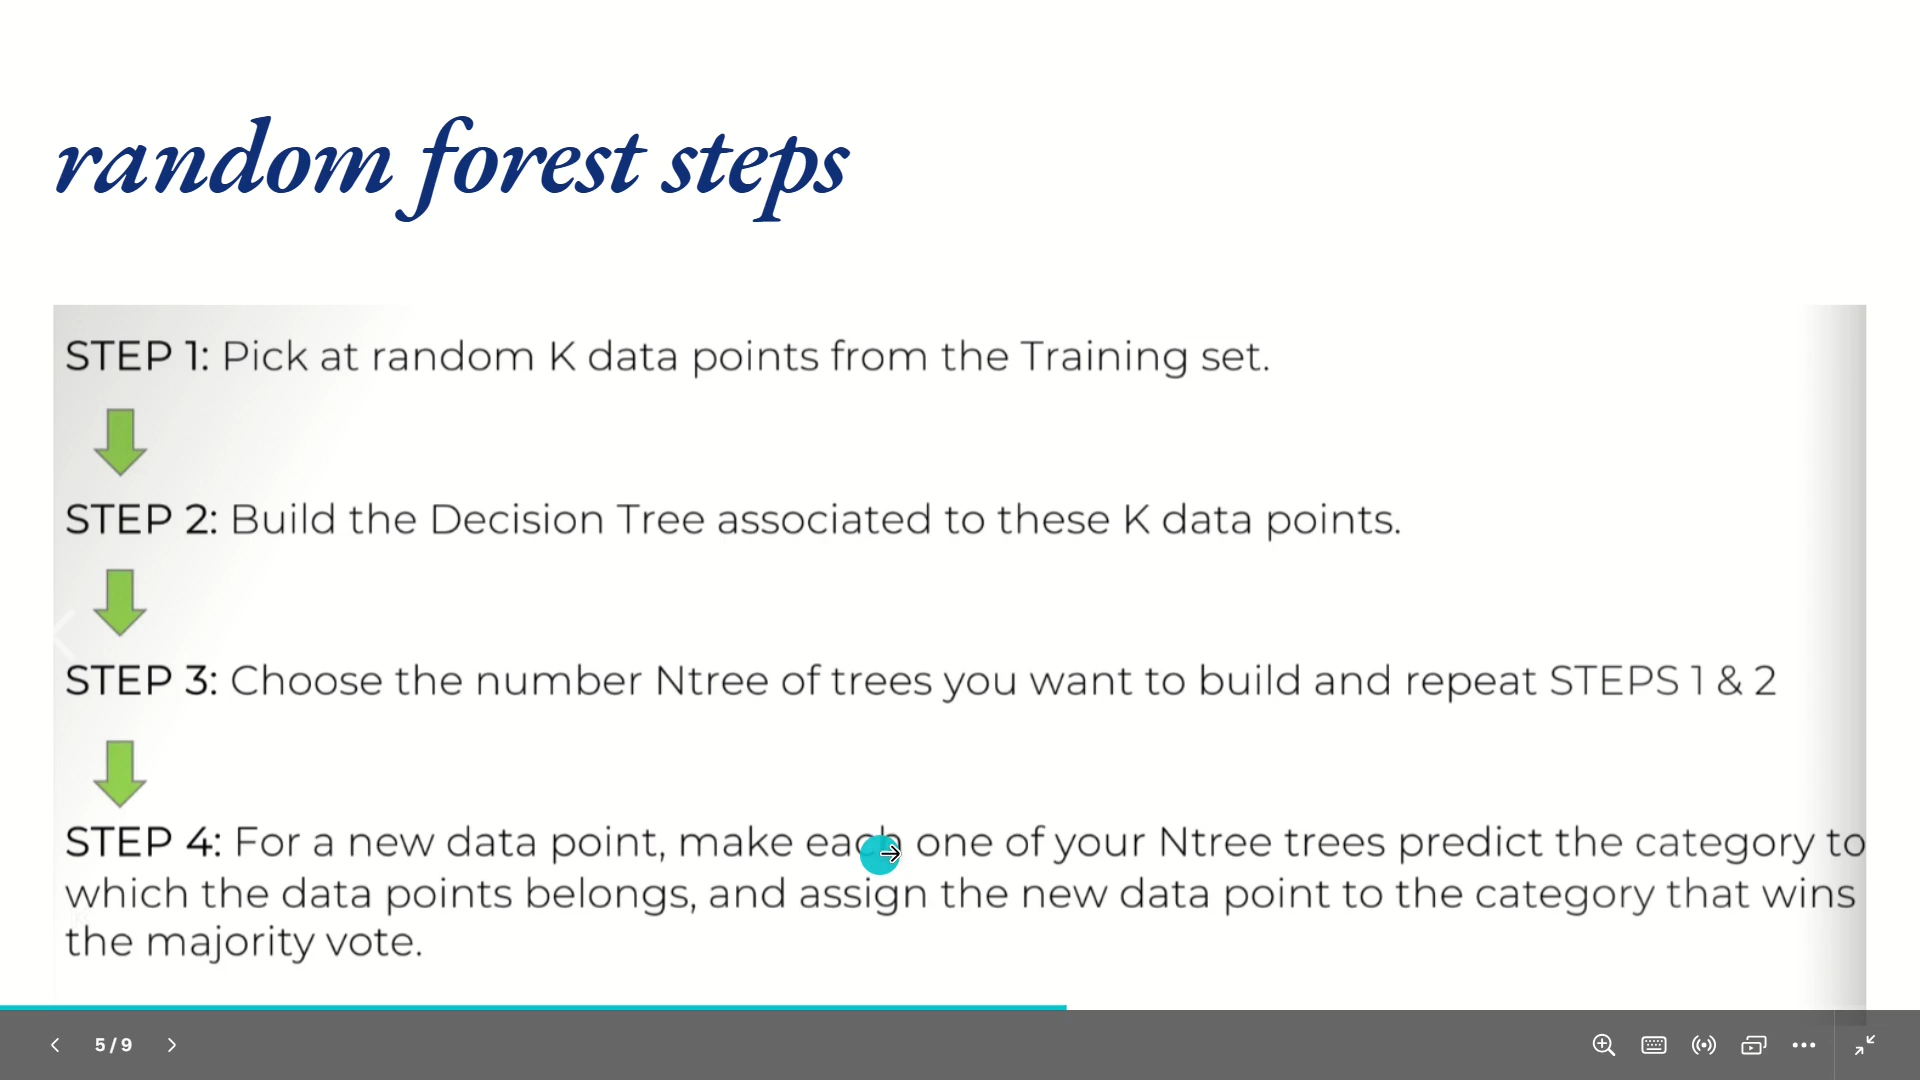 random forest steps
STEP 1: Pick at random K data points from the Training set.
STEP 2: Build the Decision Tree associated to these K data points.
STEP 3: Choose the number Ntree of trees you want to build and repeat STEPS 1 & 2
STEP 4: For a new data point, make each one of your Ntree trees predict the category to
which the data points belongs, and assign the new data point to the category that wins
the majority vote.
5 / 9